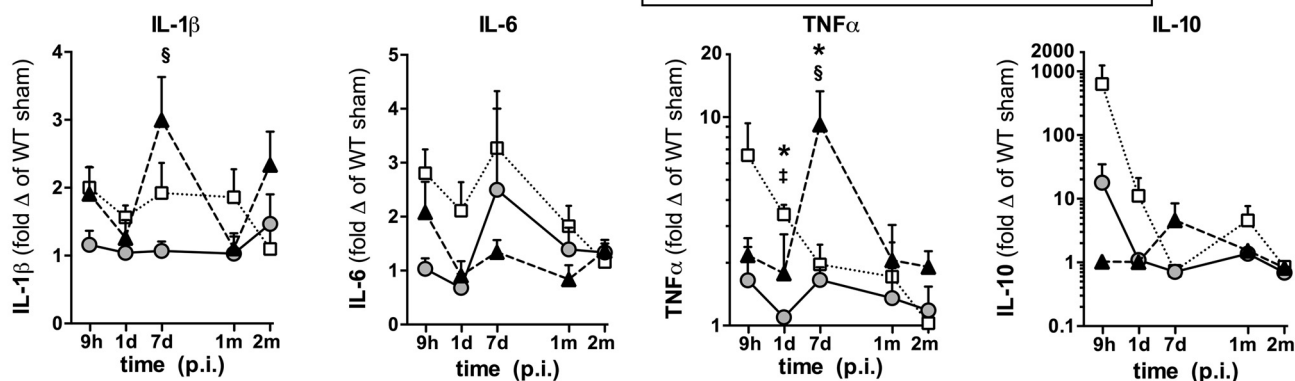 IL-1β
IL-1β (fold Δ of WT sham)
4
3
2
1
0
§
9h 1d 7d 1m 2m
time (p.i.)
IL-6
IL-6 (fold Δ of WT sham)
5
4
3
2
1
0
9h 1d 7d 1m 2m
time (p.i.)
TNFα
TNFα (fold Δ of WT sham)
20
10
1
*
‡
*
§
9h 1d 7d 1m 2m
time (p.i.)
IL-10
IL-10 (fold Δ of WT sham)
2000
1000
100
10
1
0.1
9h 1d 7d 1m 2m
time (p.i.)